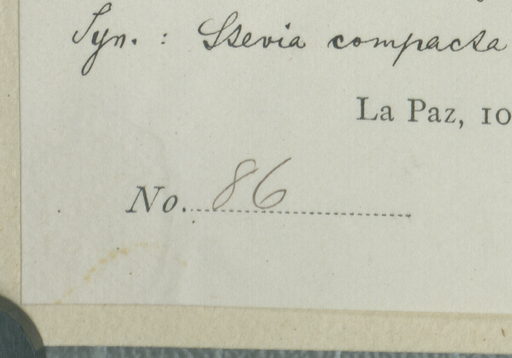 Syn. : Stevia compacta
La Paz, 10
No. 86